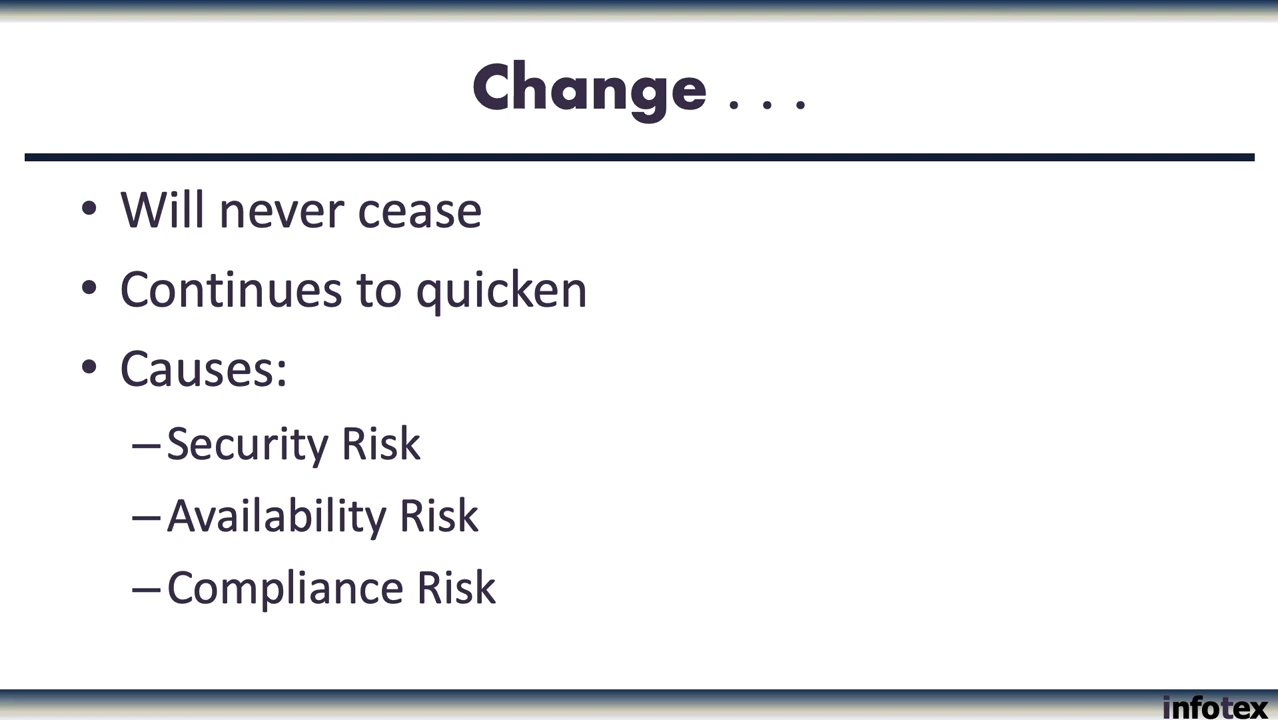 Change . . .
• Will never cease
• Continues to quicken
• Causes:
–Security Risk
–Availability Risk
–Compliance Risk
infotex